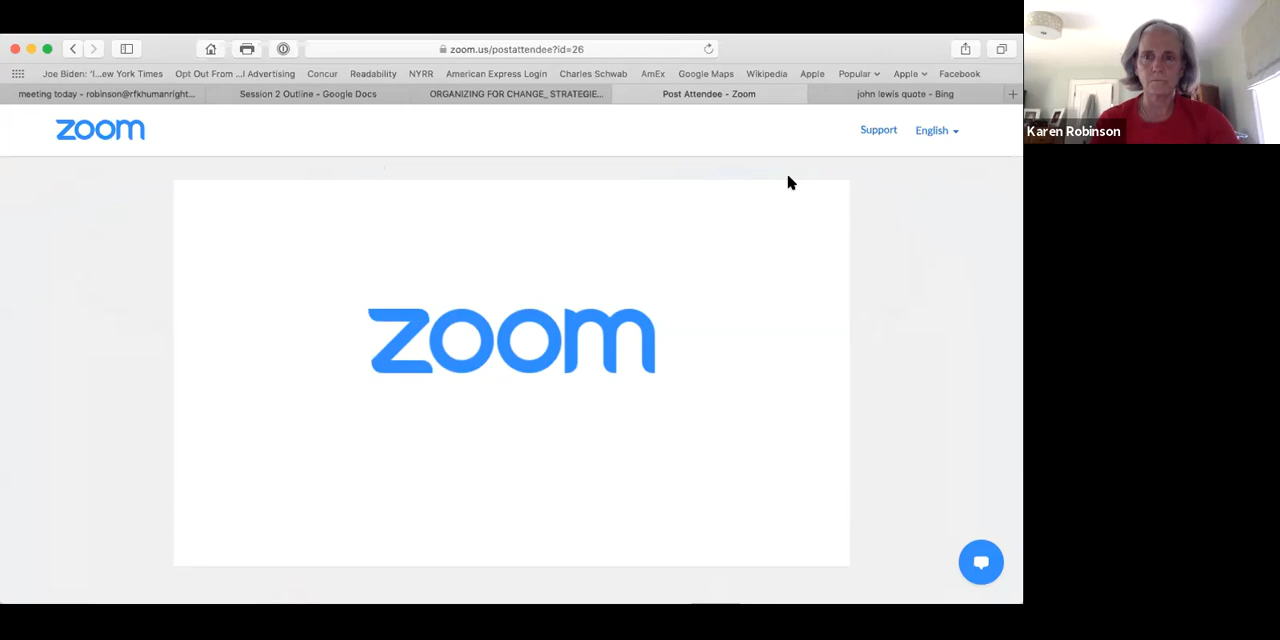 zoom.us/postattendee?id=26
Joe Biden: 'I...ew York Times Opt Out From ...l Advertising Concur Readability NYRR American Express Login Charles Schwab AmEx Google Maps Wikipedia Apple Popular Apple Facebook
meeting today - robinson@rfkhumanright... Session 2 Outline - Google Docs ORGANIZING FOR CHANGE_ STRATEGIE... Post Attendee - Zoom john lewis quote - Bing
zoom Support English
zoom
Karen Robinson